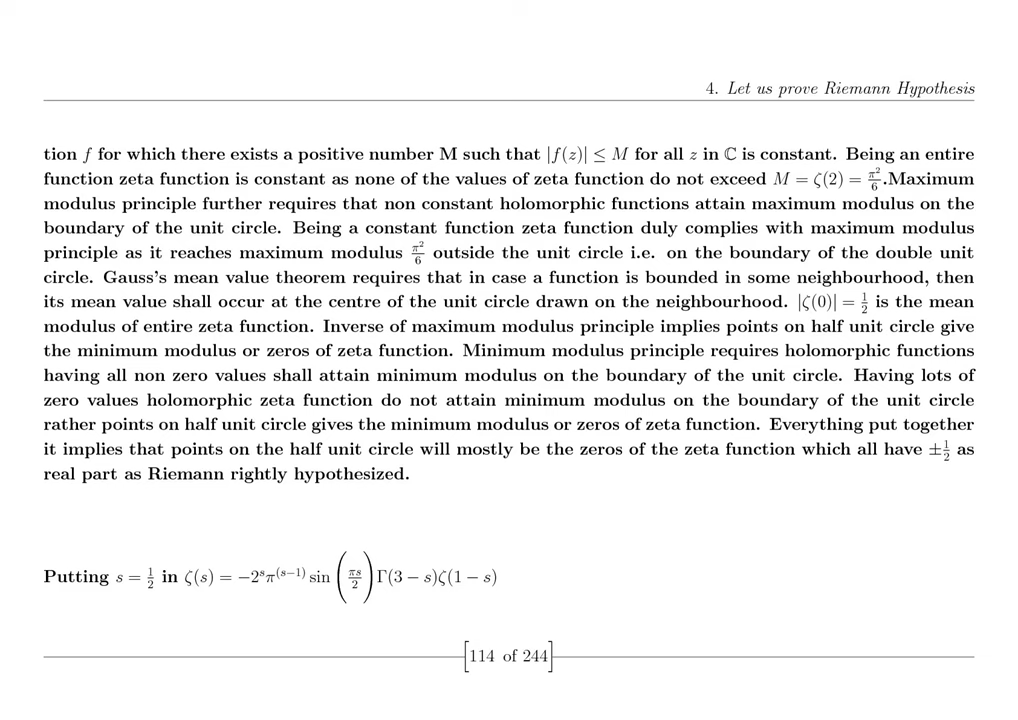 4. Let us prove Riemann Hypothesis
tion f for which there exists a positive number M such that |f(z)| ≤ M for all z in ℂ is constant. Being an entire
function zeta function is constant as none of the values of zeta function do not exceed M = ζ(2) = π²/6.Maximum
modulus principle further requires that non constant holomorphic functions attain maximum modulus on the
boundary of the unit circle. Being a constant function zeta function duly complies with maximum modulus
principle as it reaches maximum modulus π²/6 outside the unit circle i.e. on the boundary of the double unit
circle. Gauss's mean value theorem requires that in case a function is bounded in some neighbourhood, then
its mean value shall occur at the centre of the unit circle drawn on the neighbourhood. |ζ(0)| = 1/2 is the mean
modulus of entire zeta function. Inverse of maximum modulus principle implies points on half unit circle give
the minimum modulus or zeros of zeta function. Minimum modulus principle requires holomorphic functions
having all non zero values shall attain minimum modulus on the boundary of the unit circle. Having lots of
zero values holomorphic zeta function do not attain minimum modulus on the boundary of the unit circle
rather points on half unit circle gives the minimum modulus or zeros of zeta function. Everything put together
it implies that points on the half unit circle will mostly be the zeros of the zeta function which all have ±1/2 as
real part as Riemann rightly hypothesized.
Putting s = 1/2 in ζ(s) = −2^s π^(s−1) sin(πs/2) Γ(3 − s)ζ(1 − s)
[114 of 244]